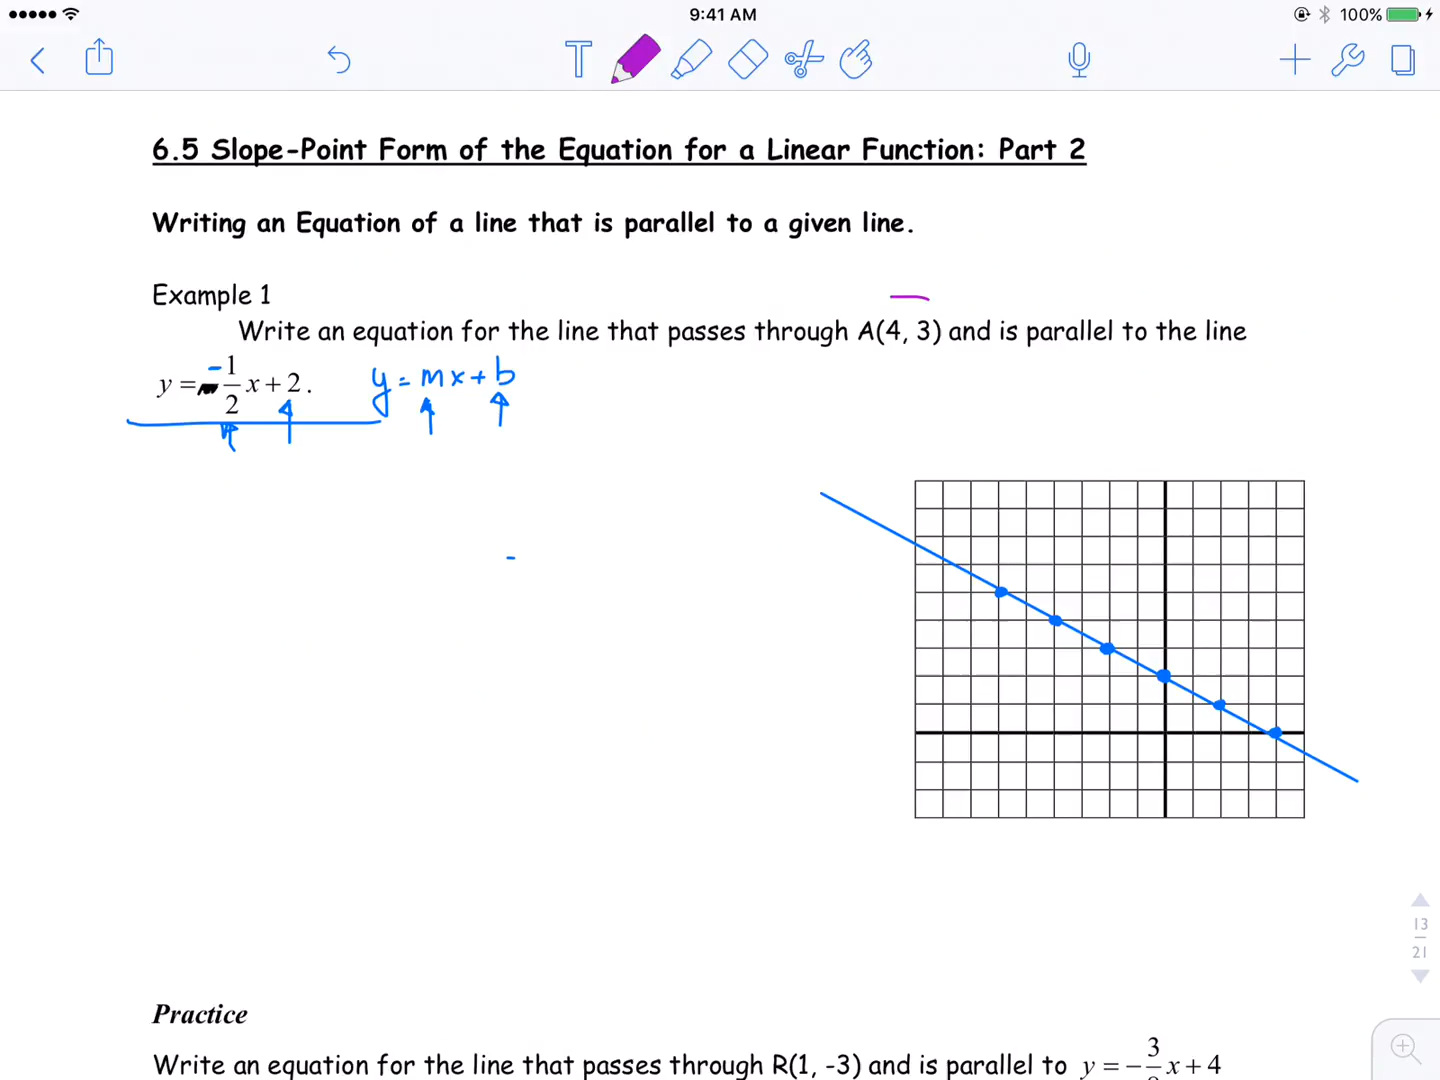 9:41 AM
100%
T
6.5 Slope-Point Form of the Equation for a Linear Function: Part 2
Writing an Equation of a line that is parallel to a given line.
Example 1
Write an equation for the line that passes through A(4, 3) and is parallel to the line
y = -1/2 x + 2.
y = mx + b
-
13
21
Practice
Write an equation for the line that passes through R(1, -3) and is parallel to y = -3/ x + 4